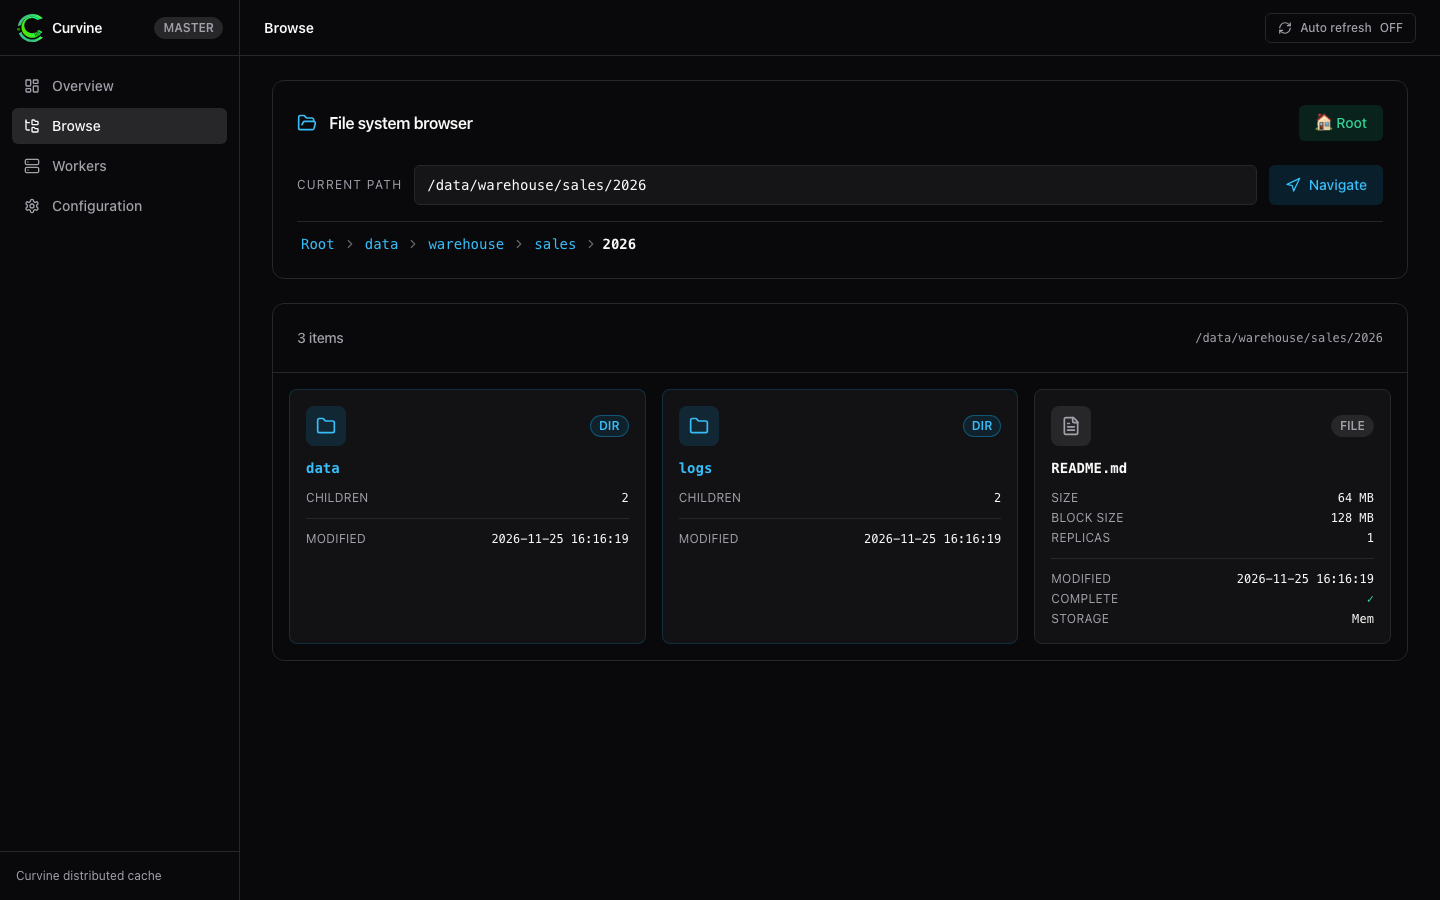 Curvine
MASTER
Overview
Browse
Workers
Configuration
Curvine distributed cache
Browse
Auto refresh OFF
File system browser
Root
CURRENT PATH
/data/warehouse/sales/2026
Navigate
Root > data > warehouse > sales > 2026
3 items
/data/warehouse/sales/2026
DIR
data
CHILDREN 2
MODIFIED 2026-11-25 16:16:19
DIR
logs
CHILDREN 2
MODIFIED 2026-11-25 16:16:19
FILE
README.md
SIZE 64 MB
BLOCK SIZE 128 MB
REPLICAS 1
MODIFIED 2026-11-25 16:16:19
COMPLETE ✓
STORAGE Mem